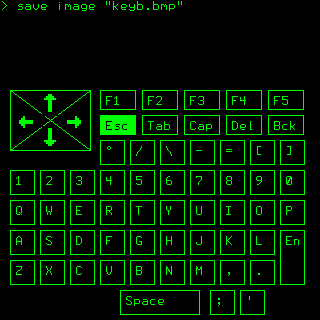 > save image "keyb.bmp"
F1 F2 F3 F4 F5
Esc Tab Cap Del Bck
° / \ - = [ ]
1 2 3 4 5 6 7 8 9 0
Q W E R T Y U I O P
A S D F G H J K L En
Z X C V B N M , .
Space ; '